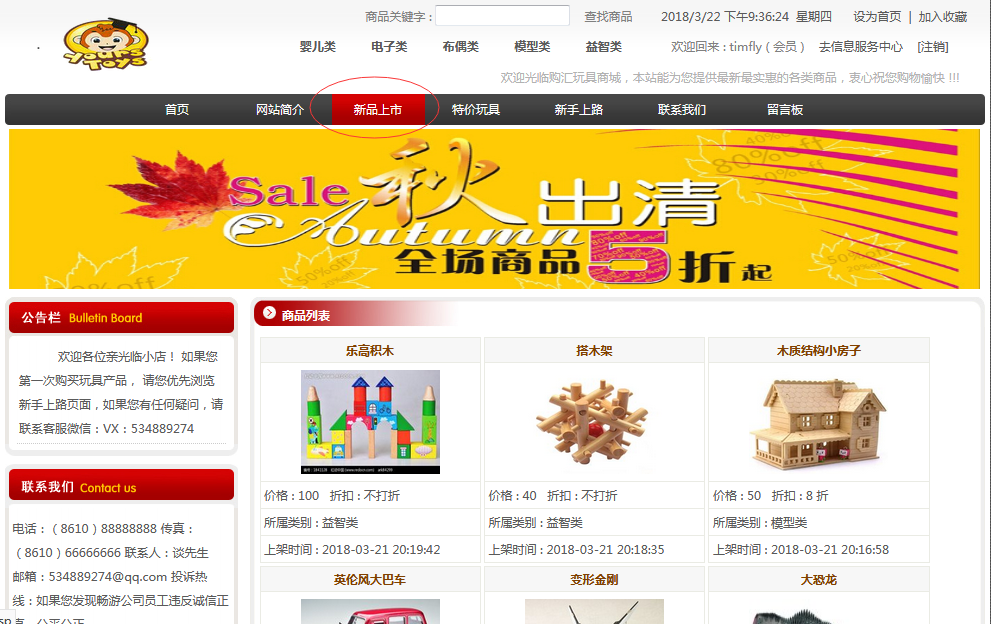 商品关键字： 查找商品 2018/3/22 下午9:36:24 星期四 设为首页 | 加入收藏
婴儿类 电子类 布偶类 模型类 益智类 欢迎回来：timfly（会员） 去信息服务中心 [注销]
Years Toys
欢迎光临购汇玩具商城，本站能为您提供最新最实惠的各类商品，衷心祝您购物愉快 !!!
首页 网站简介 新品上市 特价玩具 新手上路 联系我们 留言板
Sale 秋 出清
Autumn
全场商品 5 折起
80%off
50%off
公告栏 Bulletin Board
欢迎各位亲光临小店！ 如果您
第一次购买玩具产品， 请您优先浏览
新手上路页面，如果您有任何疑问，请
联系客服微信：VX：534889274
联系我们 Contact us
电话：（8610）88888888 传真：
（8610）66666666 联系人：谈先生
邮箱：534889274@qq.com 投诉热
线：如果您发现畅游公司员工违反诚信正
商品列表
乐高积木 搭木架 木质结构小房子
价格：100 折扣：不打折 价格：40 折扣：不打折 价格：50 折扣：8 折
所属类别：益智类 所属类别：益智类 所属类别：模型类
上架时间：2018-03-21 20:19:42 上架时间：2018-03-21 20:18:35 上架时间：2018-03-21 20:16:58
英伦风大巴车 变形金刚 大恐龙